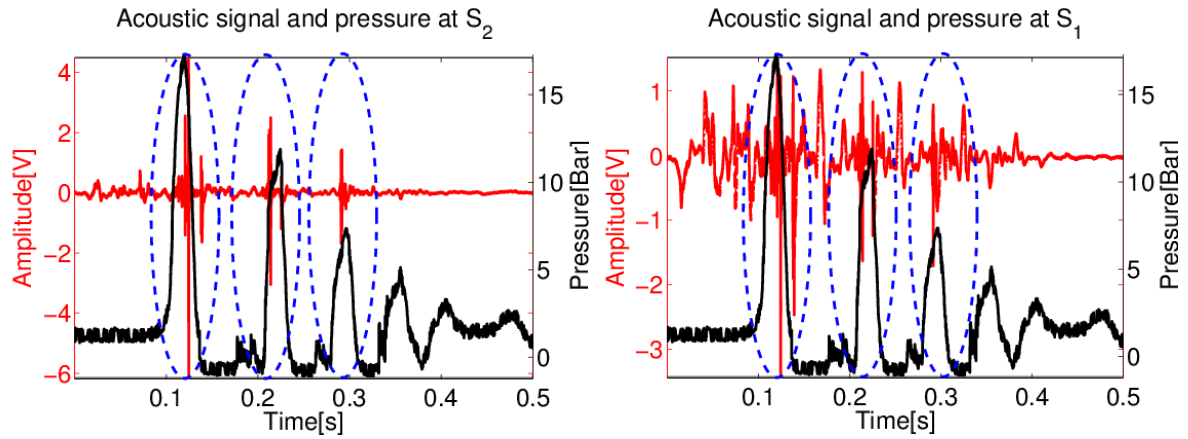 Acoustic signal and pressure at S2
4
2
0
−2
−4
−6
Amplitude[V]
15
10
5
0
Pressure[Bar]
0.1 0.2 0.3 0.4 0.5
Time[s]
Acoustic signal and pressure at S1
1
0
−1
−2
−3
Amplitude[V]
15
10
5
0
Pressure[Bar]
0.1 0.2 0.3 0.4 0.5
Time[s]